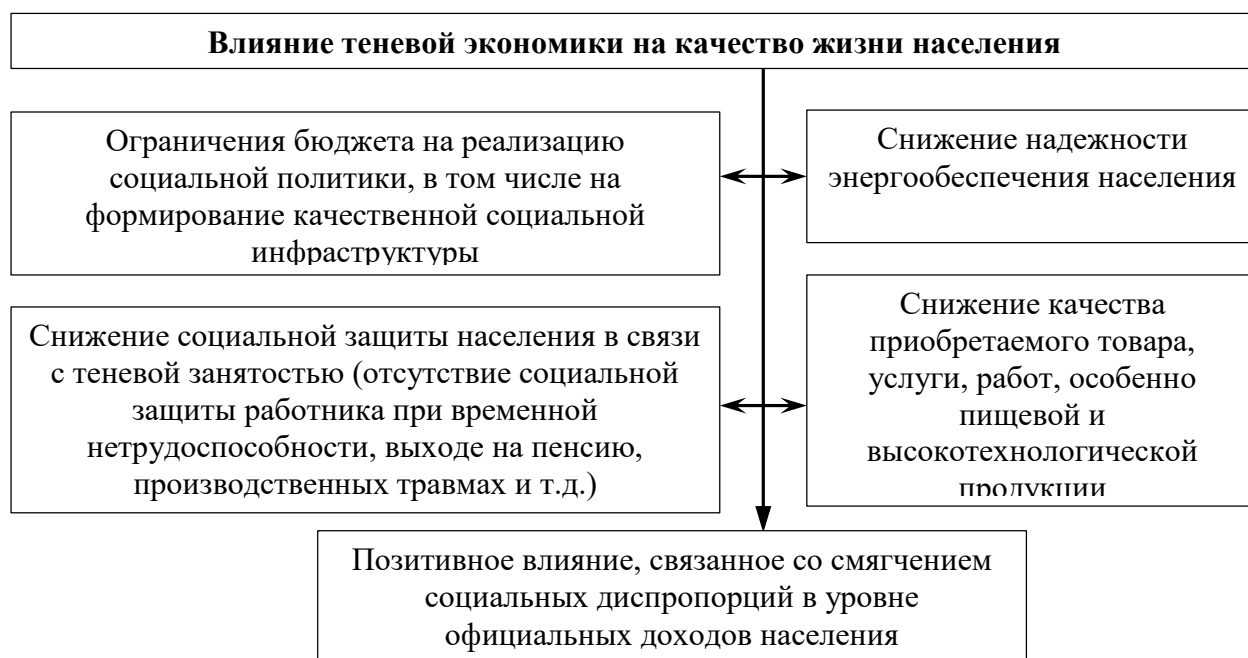 Влияние теневой экономики на качество жизни населения
Ограничения бюджета на реализацию
социальной политики, в том числе на
формирование качественной социальной
инфраструктуры
Снижение надежности
энергообеспечения населения
Снижение социальной защиты населения в связи
с теневой занятостью (отсутствие социальной
защиты работника при временной
нетрудоспособности, выходе на пенсию,
производственных травмах и т.д.)
Снижение качества
приобретаемого товара,
услуги, работ, особенно
пищевой и
высокотехнологической
продукции
Позитивное влияние, связанное со смягчением
социальных диспропорций в уровне
официальных доходов населения